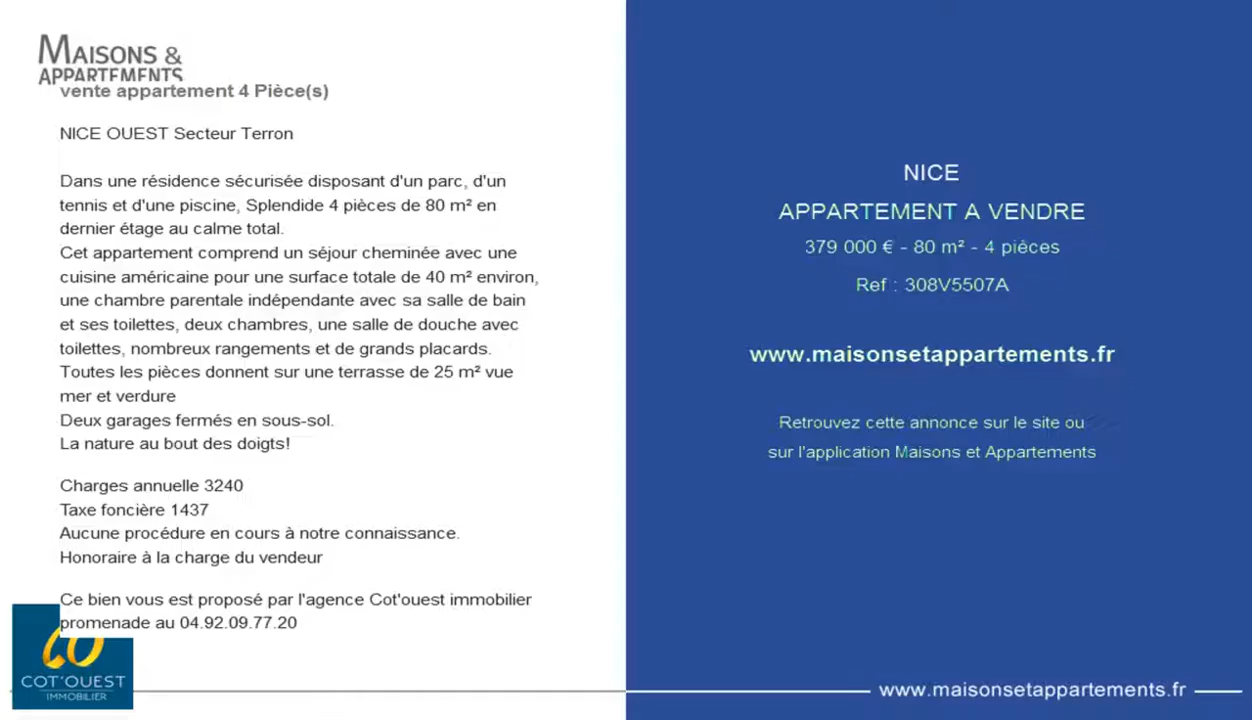 MAISONS &
APPARTEMENTS
vente appartement 4 Pièce(s)
NICE OUEST Secteur Terron
Dans une résidence sécurisée disposant d'un parc, d'un
tennis et d'une piscine, Splendide 4 pièces de 80 m² en
dernier étage au calme total.
Cet appartement comprend un séjour cheminée avec une
cuisine américaine pour une surface totale de 40 m² environ,
une chambre parentale indépendante avec sa salle de bain
et ses toilettes, deux chambres, une salle de douche avec
toilettes, nombreux rangements et de grands placards.
Toutes les pièces donnent sur une terrasse de 25 m² vue
mer et verdure
Deux garages fermés en sous-sol.
La nature au bout des doigts!
Charges annuelle 3240
Taxe foncière 1437
Aucune procédure en cours à notre connaissance.
Honoraire à la charge du vendeur
Ce bien vous est proposé par l'agence Cot'ouest immobilier
promenade au 04.92.09.77.20
COT'OUEST
IMMOBILIER
NICE
APPARTEMENT A VENDRE
379 000 € - 80 m² - 4 pièces
Ref : 308V5507A
www.maisonsetappartements.fr
Retrouvez cette annonce sur le site ou
sur l'application Maisons et Appartements
www.maisonsetappartements.fr